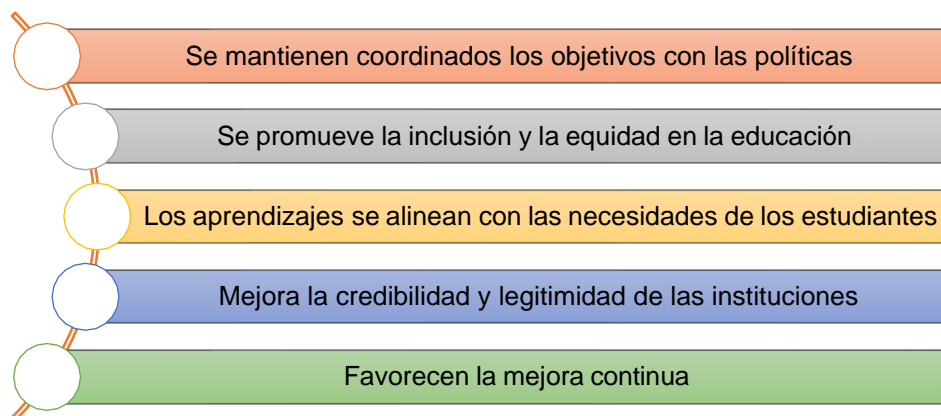 Se mantienen coordinados los objetivos con las políticas
Se promueve la inclusión y la equidad en la educación
Los aprendizajes se alinean con las necesidades de los estudiantes
Mejora la credibilidad y legitimidad de las instituciones
Favorecen la mejora continua